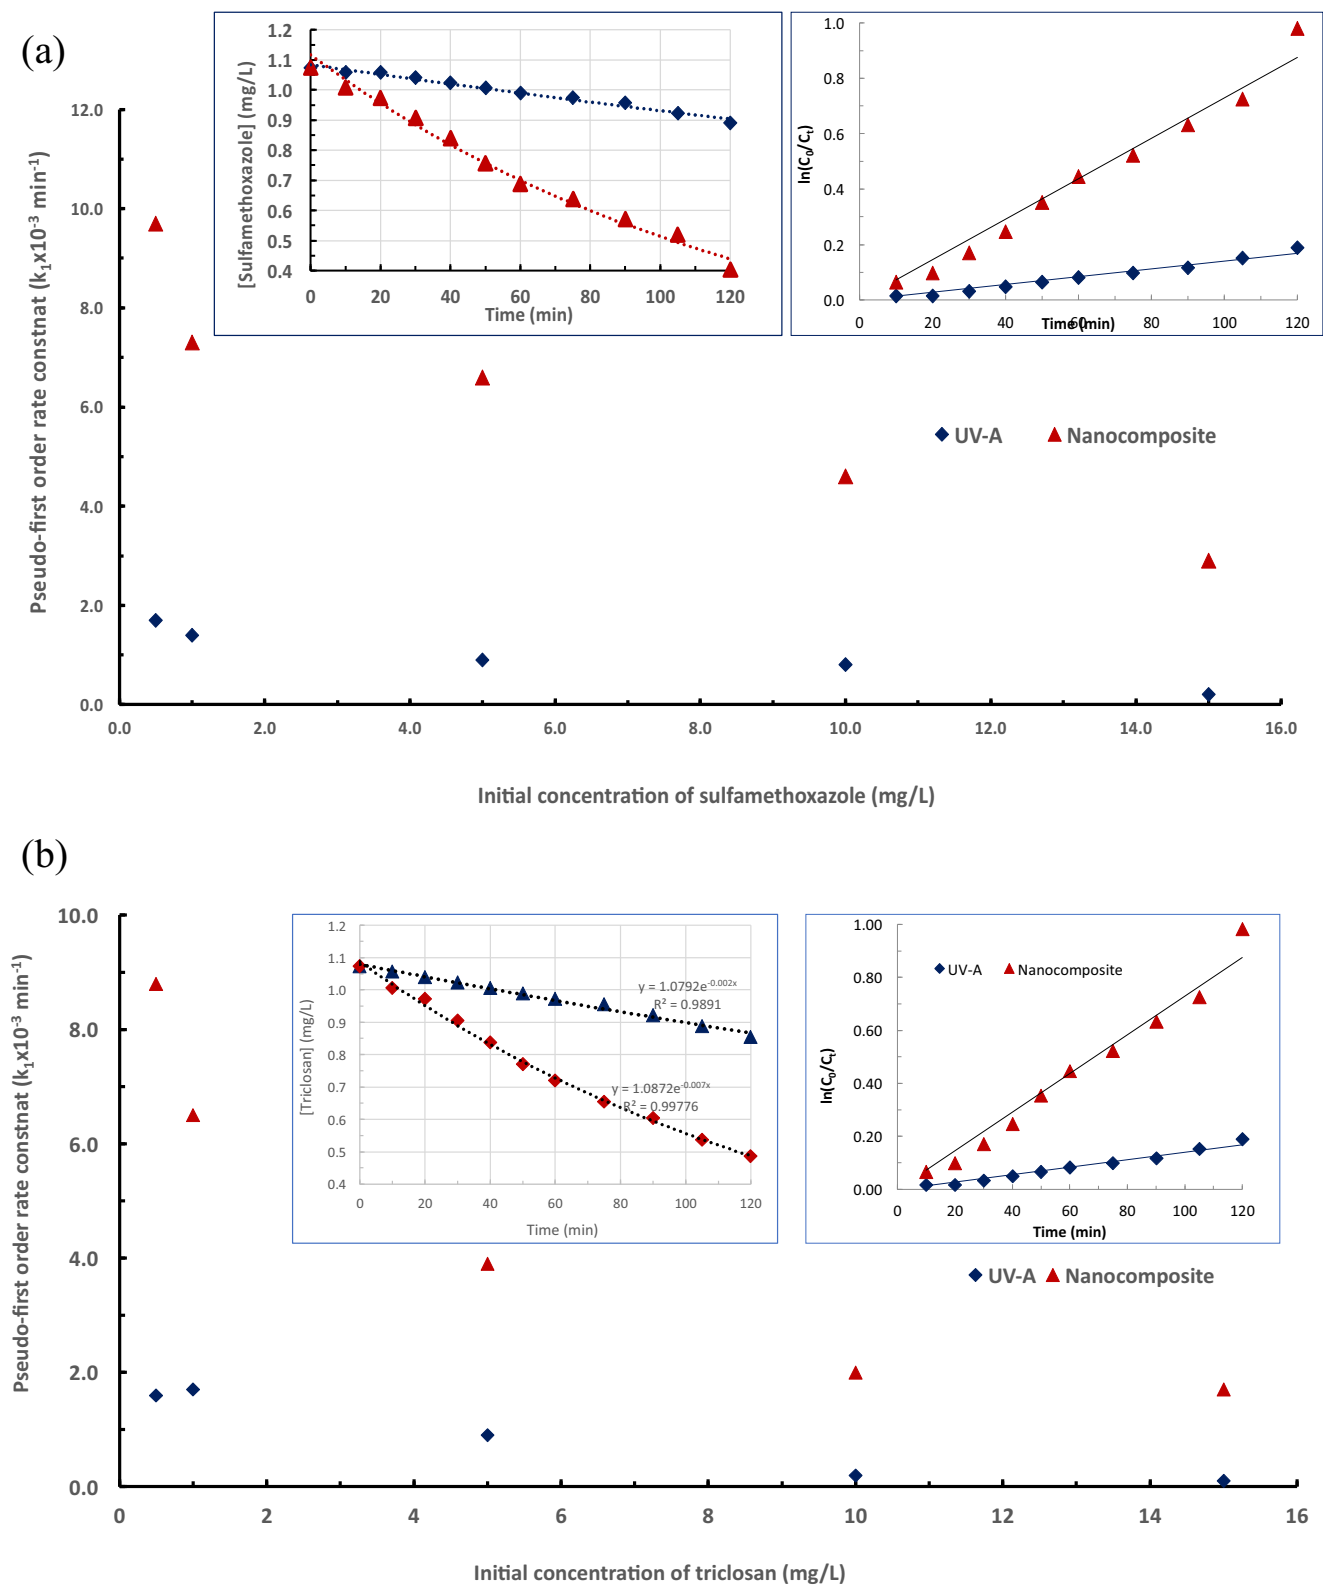 (a)
Pseudo-first order rate constnat (k₁x10⁻³ min⁻¹)
12.0
10.0
8.0
6.0
4.0
2.0
0.0
0.0 2.0 4.0 6.0 8.0 10.0 12.0 14.0 16.0
Initial concentration of sulfamethoxazole (mg/L)
[Sulfamethoxazole] (mg/L)
1.2
1.1
1.0
0.9
0.8
0.7
0.6
0.5
0.4
0 20 40 60 80 100 120
Time (min)
ln(C₀/Cₜ)
1.0
0.8
0.6
0.4
0.2
0.0
0 20 40 60 80 100 120
Time (min)
UV-A Nanocomposite
(b)
Pseudo-first order rate constnat (k₁x10⁻³ min⁻¹)
10.0
8.0
6.0
4.0
2.0
0.0
0 2 4 6 8 10 12 14 16
Initial concentration of triclosan (mg/L)
[Triclosan] (mg/L)
1.2
1.1
1.0
0.9
0.8
0.7
0.6
0.5
0.4
0 20 40 60 80 100 120
Time (min)
y = 1.0792e⁻⁰·⁰⁰²ˣ
R² = 0.9891
y = 1.0872e⁻⁰·⁰⁰⁷ˣ
R² = 0.99776
ln(C₀/Cₜ)
1.00
0.80
0.60
0.40
0.20
0.00
0 20 40 60 80 100 120
Time (min)
UV-A Nanocomposite
UV-A Nanocomposite